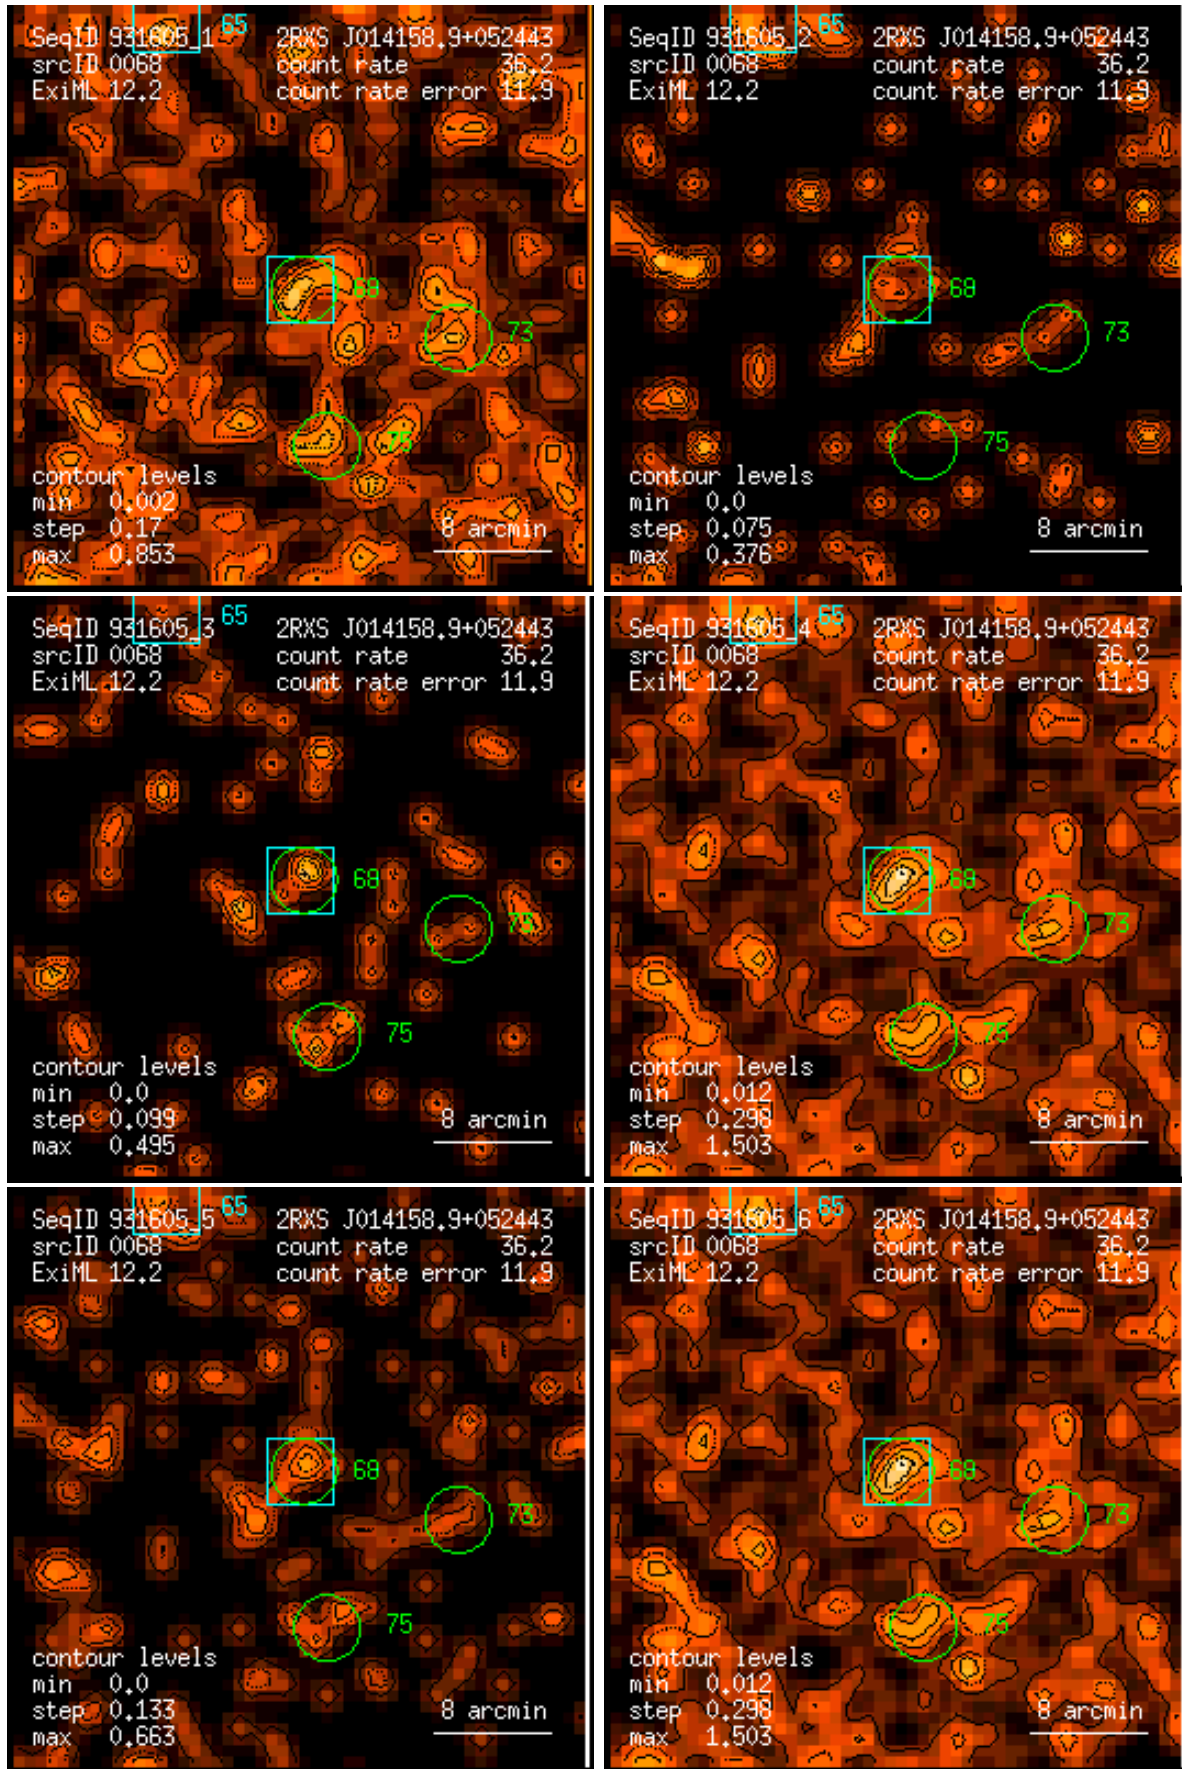 65
SeqID 931605_1 2RXS J014158.9+052443
srcID 0068 count rate 36.2
ExiML 12.2 count rate error 11.9
68
73
75
contour levels
min 0.002
step 0.17
max 0.853
8 arcmin
65
SeqID 931605_2 2RXS J014158.9+052443
srcID 0068 count rate 36.2
ExiML 12.2 count rate error 11.9
68
73
75
contour levels
min 0.0
step 0.075
max 0.376
8 arcmin
65
SeqID 931605_3 2RXS J014158.9+052443
srcID 0068 count rate 36.2
ExiML 12.2 count rate error 11.9
68
73
75
contour levels
min 0.0
step 0.099
max 0.495
8 arcmin
65
SeqID 931605_4 2RXS J014158.9+052443
srcID 0068 count rate 36.2
ExiML 12.2 count rate error 11.9
68
73
75
contour levels
min 0.012
step 0.298
max 1.503
8 arcmin
65
SeqID 931605_5 2RXS J014158.9+052443
srcID 0068 count rate 36.2
ExiML 12.2 count rate error 11.9
68
73
75
contour levels
min 0.0
step 0.133
max 0.663
8 arcmin
65
SeqID 931605_6 2RXS J014158.9+052443
srcID 0068 count rate 36.2
ExiML 12.2 count rate error 11.9
68
73
75
contour levels
min 0.012
step 0.298
max 1.503
8 arcmin